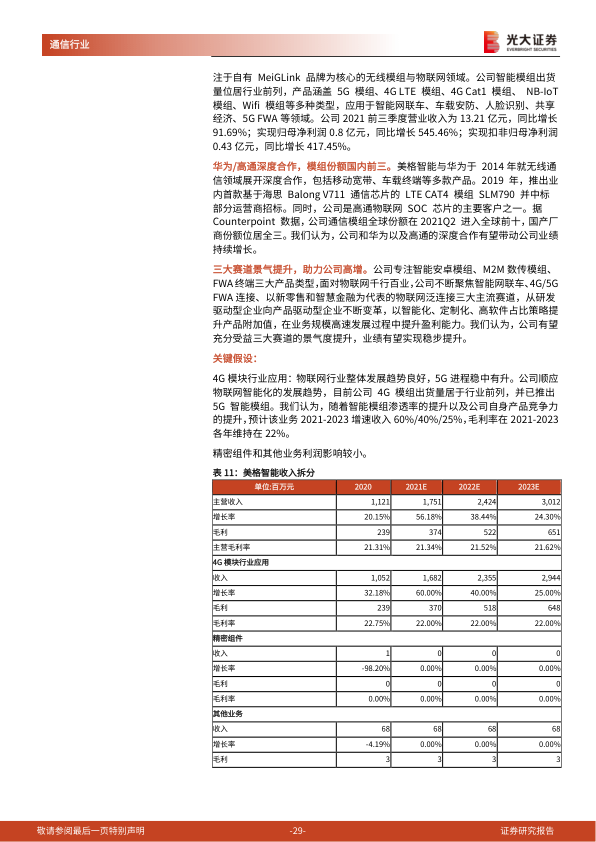 通信行业
光大证券
EVERBRIGHT SECURITIES
注于自有 MeiGLink 品牌为核心的无线模组与物联网领域。公司智能模组出货
量位居行业前列，产品涵盖 5G 模组、4G LTE 模组、4G Cat1 模组、 NB-IoT
模组、Wifi 模组等多种类型，应用于智能网联车、车载安防、人脸识别、共享
经济、5G FWA 等领域。公司 2021 前三季度营业收入为 13.21 亿元，同比增长
91.69%；实现归母净利润 0.8 亿元，同比增长 545.46%；实现扣非归母净利润
0.43 亿元，同比增长 417.45%。
华为/高通深度合作，模组份额国内前三。美格智能与华为于 2014 年就无线通
信领域展开深度合作，包括移动宽带、车载终端等多款产品。2019 年，推出业
内首款基于海思 Balong V711 通信芯片的 LTE CAT4 模组 SLM790 并中标
部分运营商招标。同时，公司是高通物联网 SOC 芯片的主要客户之一。据
Counterpoint 数据，公司模组全球份额在 2021Q2 进入全球前十，国产厂
商份额位居全三。我们认为，公司和华为以及高通的深度合作有望带动公司业绩
持续增长。
三大赛道景气提升，助力公司高增。公司专注智能安卓模组、M2M 数传模组、
FWA 终端三大产品类型，面对物联网千行百业，公司不断聚焦智能网联车、4G/5G
FWA 连接、以新零售和智慧金融为代表的物联网泛连接三大主流赛道，从研发
驱动型企业向产品驱动型企业不断变革，以智能化、定制化、高软件占比策略提
升产品附加值，在业务规模高速发展过程中提升盈利能力。我们认为，公司有望
充分受益三大赛道的景气度提升，业绩有望实现稳步提升。
关键假设：
4G 模块行业应用：物联网行业整体发展趋势良好，5G 进程稳中有升。公司顺应
物联网智能化的发展趋势，目前公司 4G 模组出货量居于行业前列，并已推出
5G 智能模组。我们认为，随着智能模组渗透率的提升以及公司自身产品竞争力
的提升，预计该业务 2021-2023 增速收入 60%/40%/25%，毛利率在 2021-2023
各年维持在 22%。
精密组件和其他业务利润影响较小。
表 11：美格智能收入拆分
单位:百万元 2020 2021E 2022E 2023E
主营收入 1,121 1,751 2,424 3,012
增长率 20.15% 56.18% 38.44% 24.30%
毛利 239 374 522 651
主营毛利率 21.31% 21.34% 21.52% 21.62%
4G 模块行业应用
收入 1,052 1,682 2,355 2,944
增长率 32.18% 60.00% 40.00% 25.00%
毛利 239 370 518 648
毛利率 22.75% 22.00% 22.00% 22.00%
精密组件
收入 1 0 0 0
增长率 -98.20% 0.00% 0.00% 0.00%
毛利 0 0 0 0
毛利率 0.00% 0.00% 0.00% 0.00%
其他业务
收入 68 68 68 68
增长率 -4.19% 0.00% 0.00% 0.00%
毛利 3 3 3 3
敬请参阅最后一页特别声明 -29- 证券研究报告